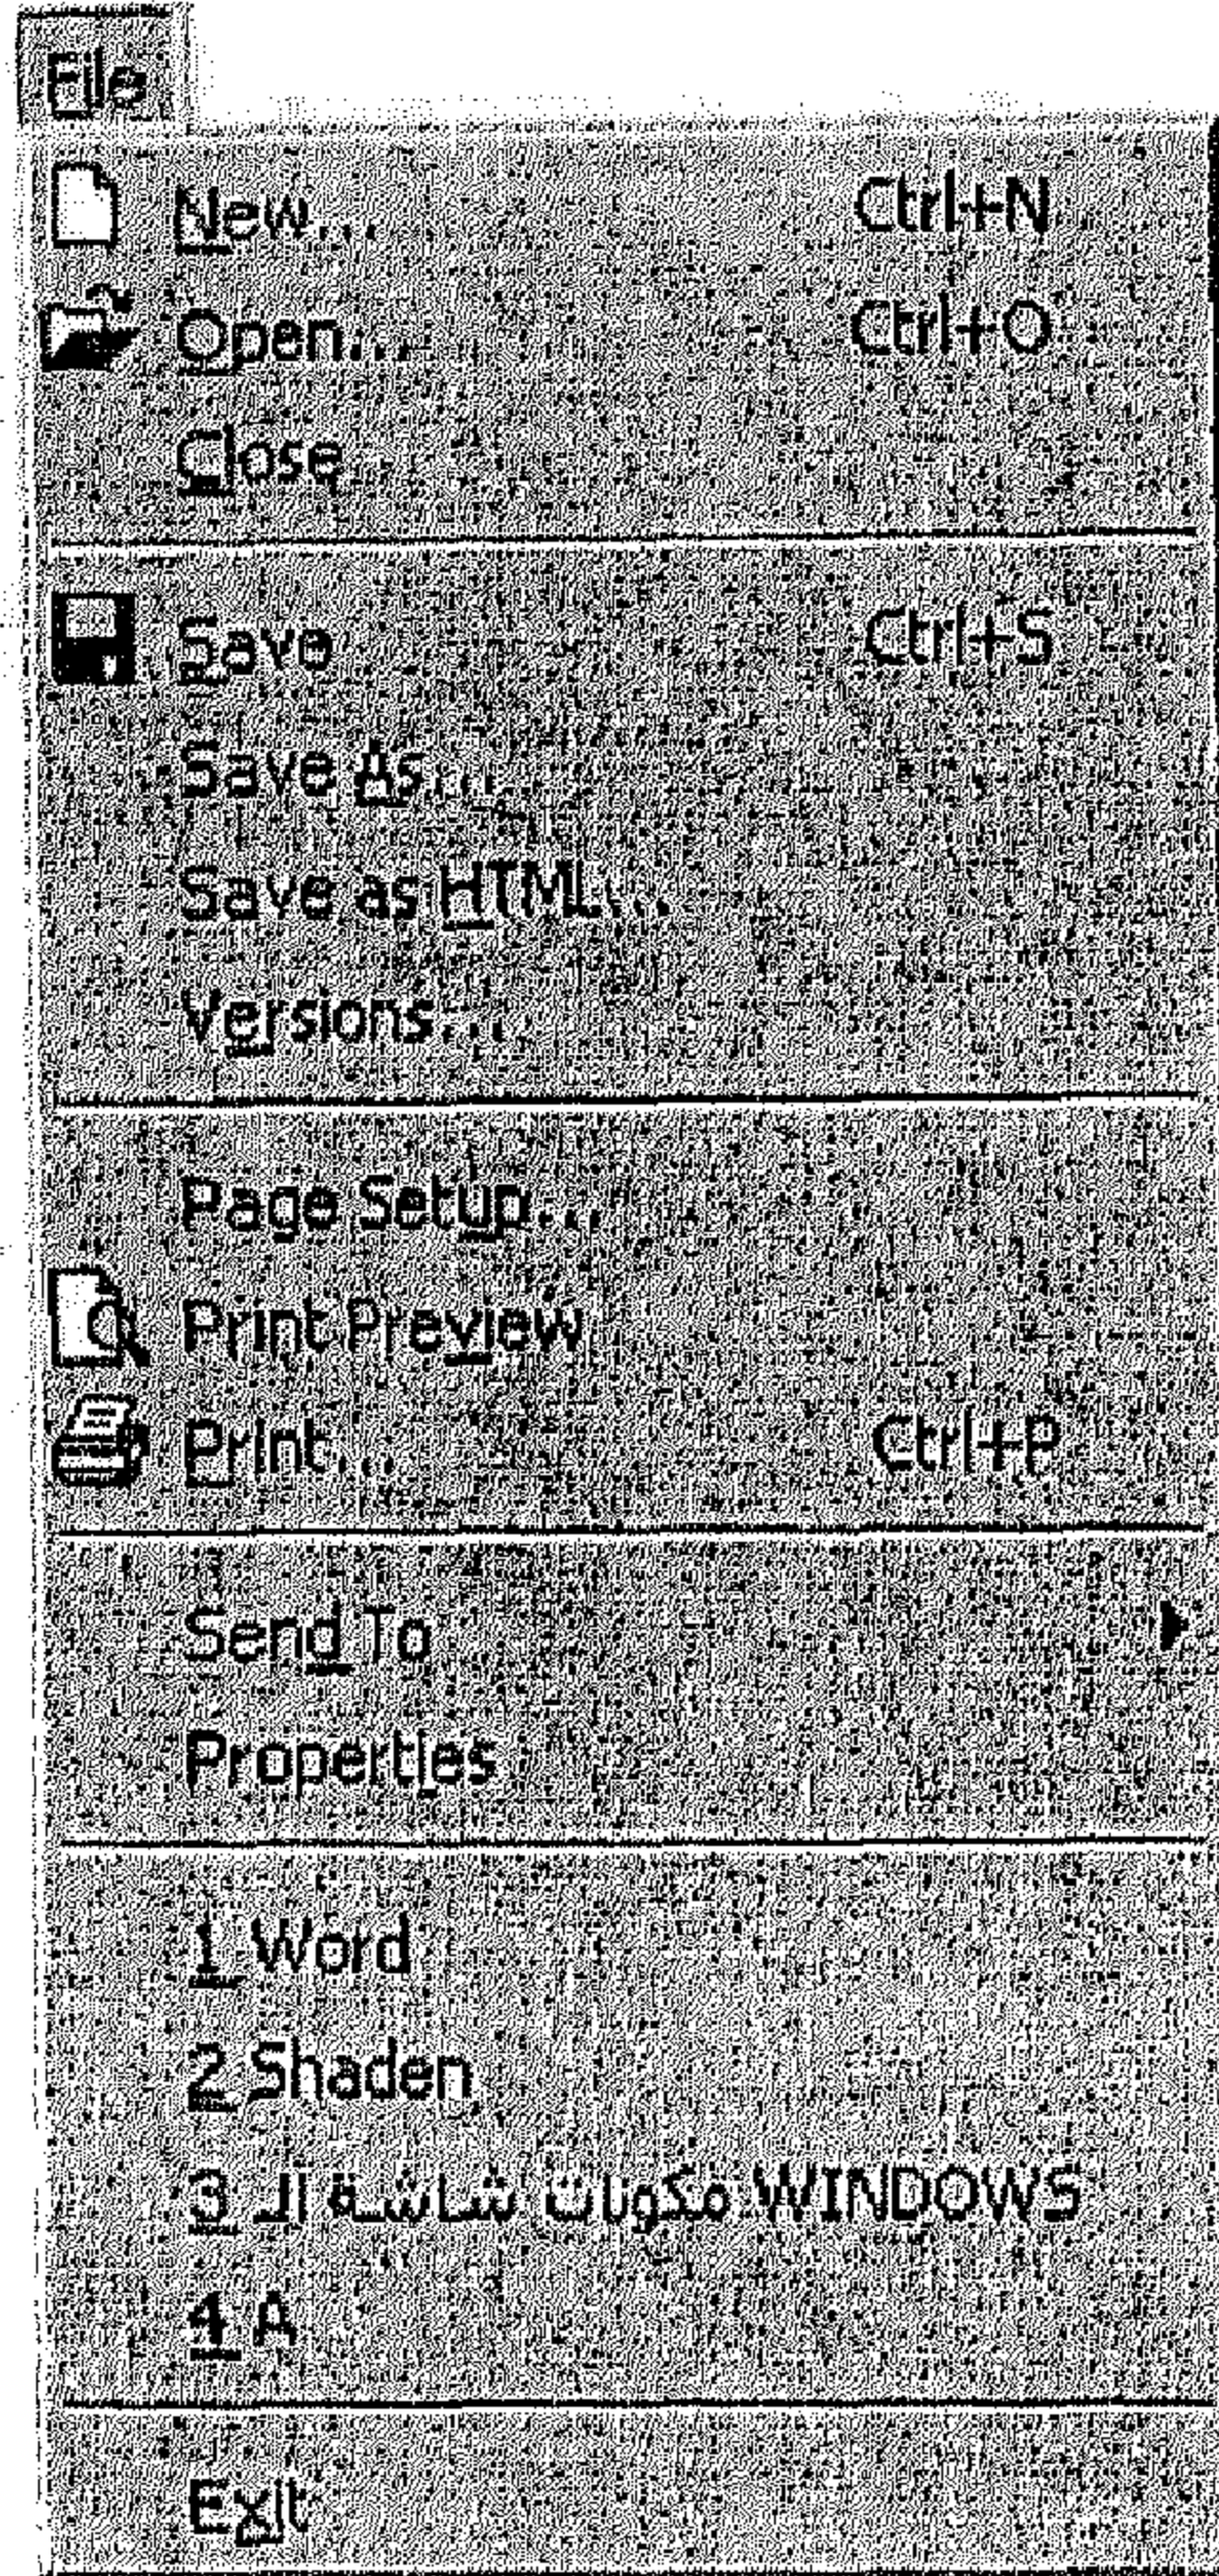 File
New... Ctrl+N
Open... Ctrl+O
Close
Save Ctrl+S
Save As...
Save as HTML...
Versions...
Page Setup...
Print Preview
Print... Ctrl+P
Send To
Properties
1 Word
2 Shaden
3 مكونات شاشة الـ WINDOWS
4 A
Exit